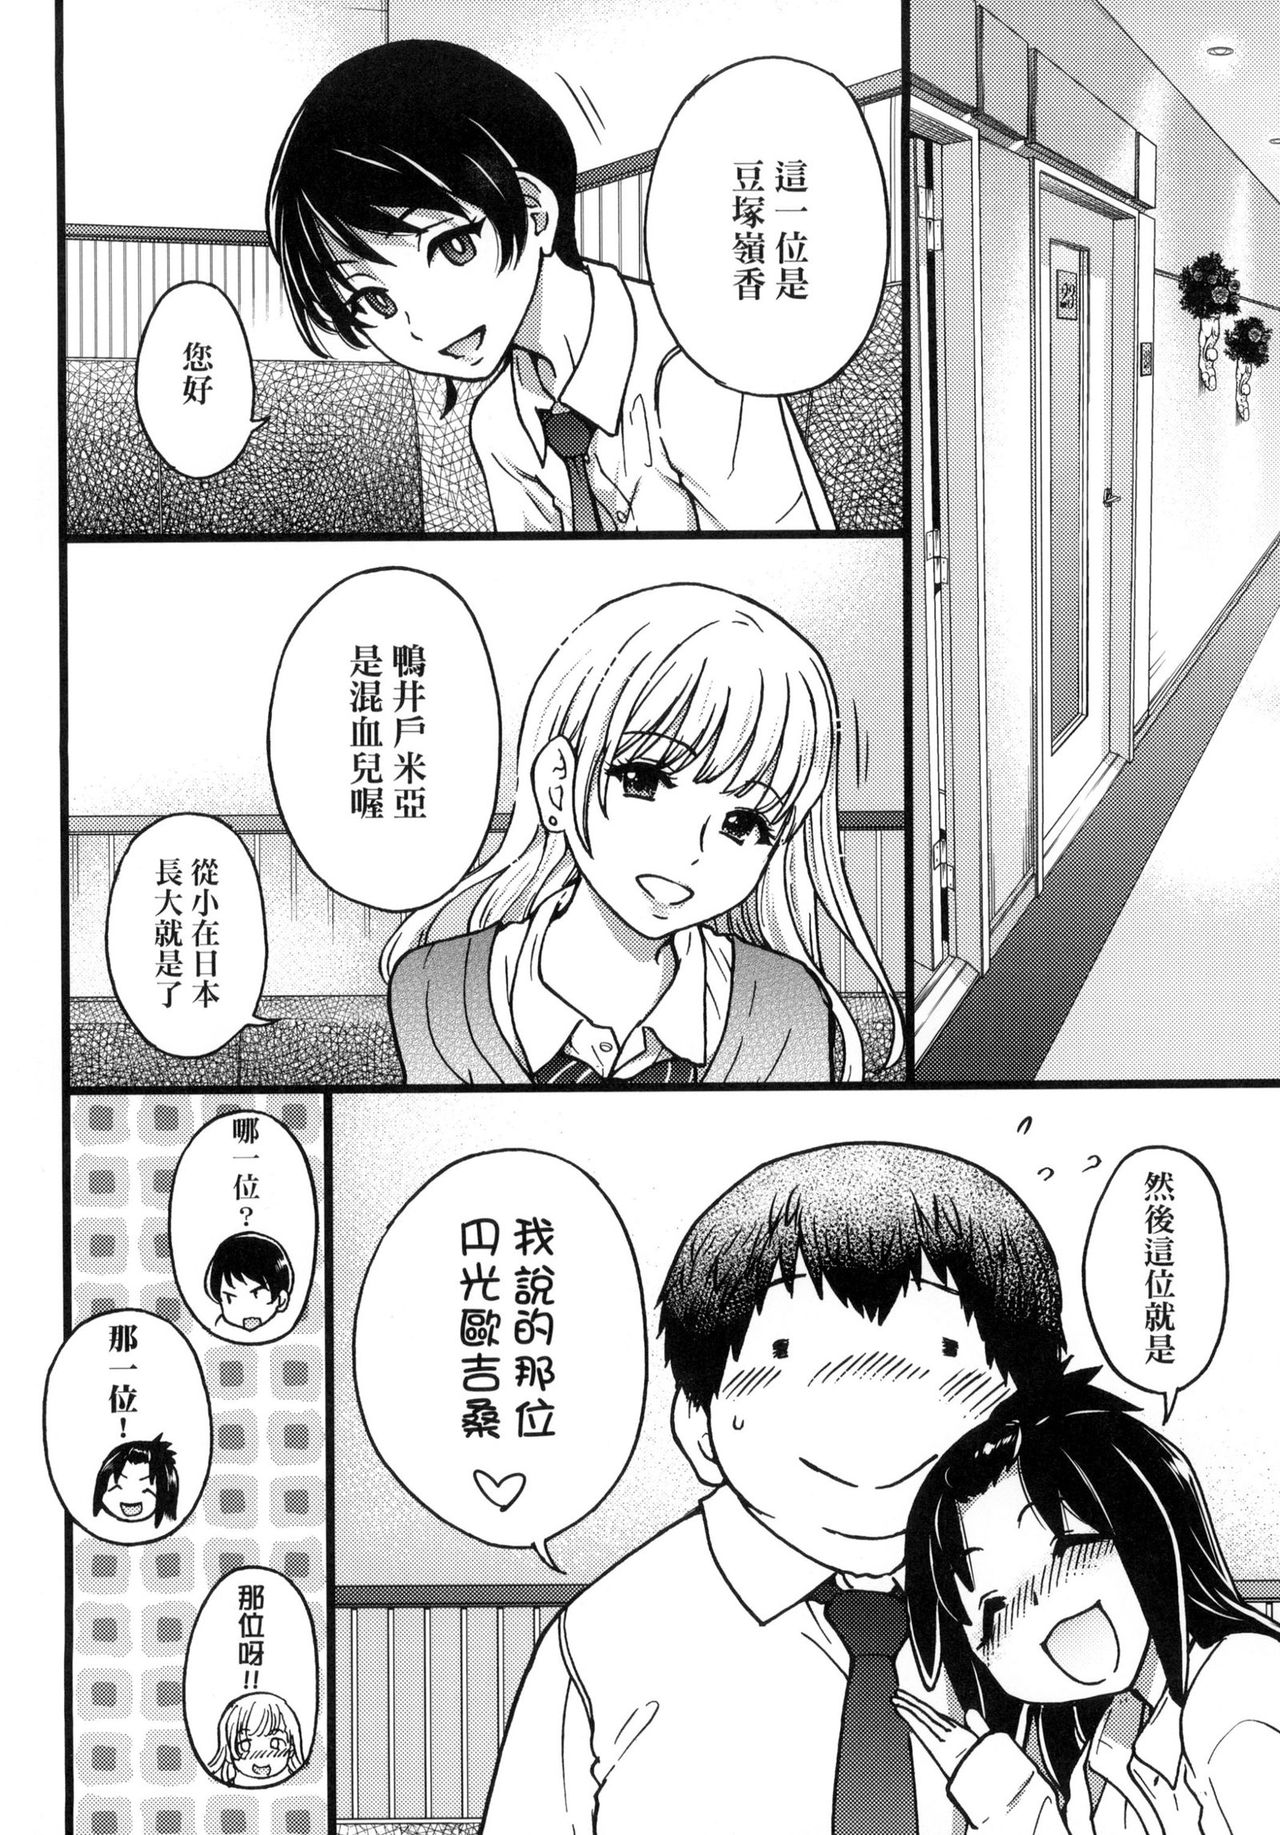 23
這一位是
豆塚嶺香
您好
鴨井戶米亞
是混血兒喔
從小在日本
長大就是了
然後這位就是
我說的那位
円光歐吉桑
♡
哪一位？
那一位！
那位呀!!